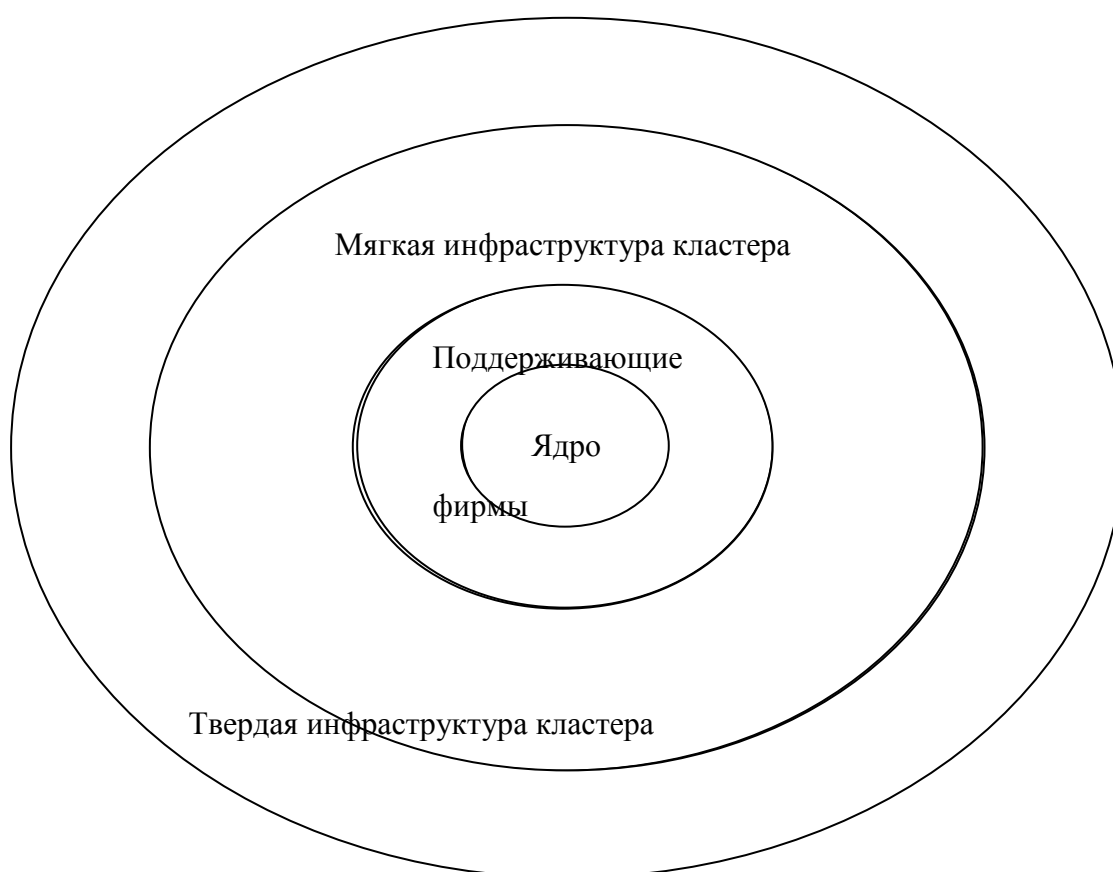 Мягкая инфраструктура кластера
Поддерживающие
Ядро
фирмы
Твердая инфраструктура кластера